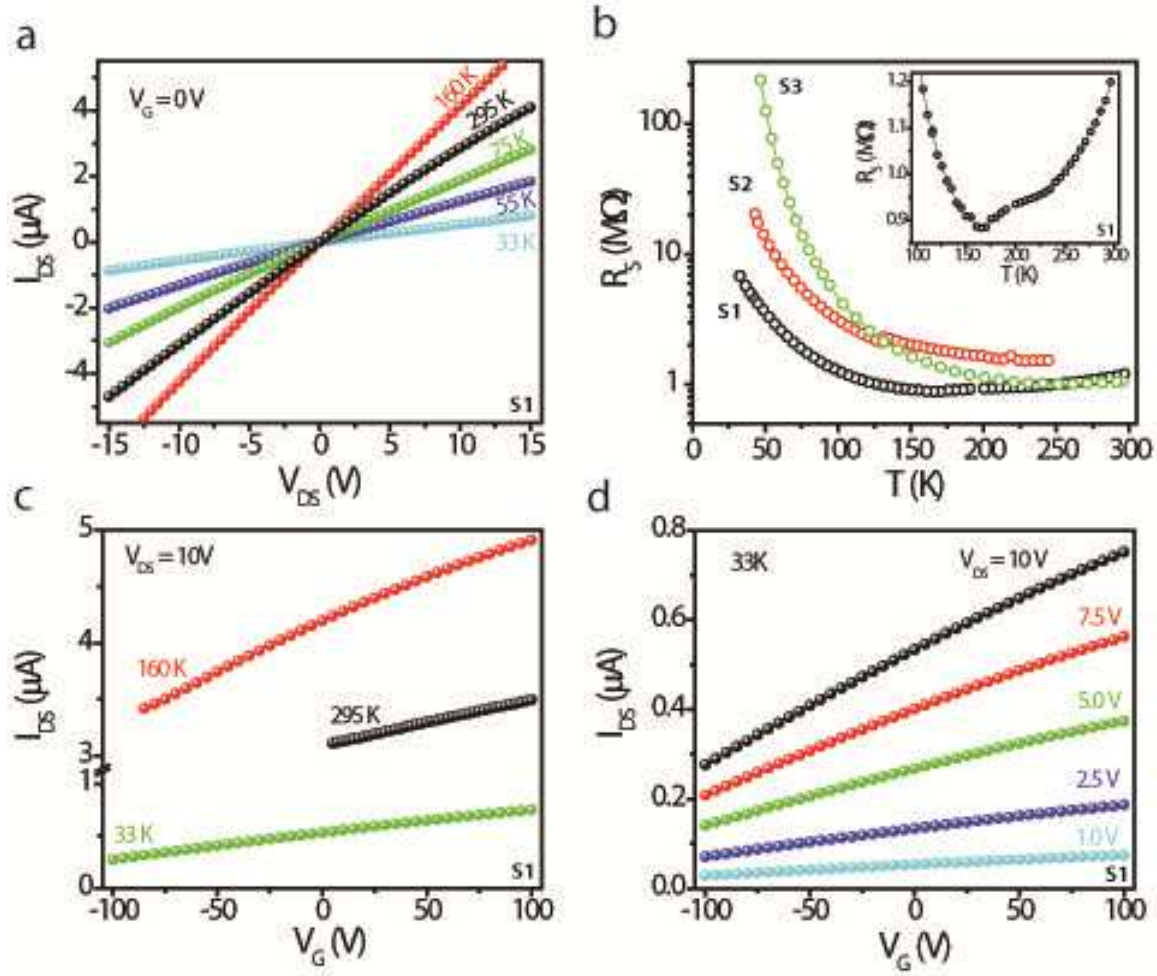 a
V_G = 0 V
160 K
295 K
75 K
55 K
33 K
S1
4
2
0
-2
-4
I_DS (µA)
-15 -10 -5 0 5 10 15
V_DS (V)
b
S3
S2
S1
100
10
1
R_S (MΩ)
0 50 100 150 200 250 300
T (K)
1.2
1.1
1.0
0.9
R_S (MΩ)
S1
100 150 200 250 300
T (K)
c
V_DS = 10V
160 K
295 K
33 K
S1
5
4
3
0
I_DS (µA)
-100 -50 0 50 100
V_G (V)
d
33K
V_DS = 10 V
7.5 V
5.0 V
2.5 V
1.0 V
S1
0.8
0.6
0.4
0.2
0.0
I_DS (µA)
-100 -50 0 50 100
V_G (V)